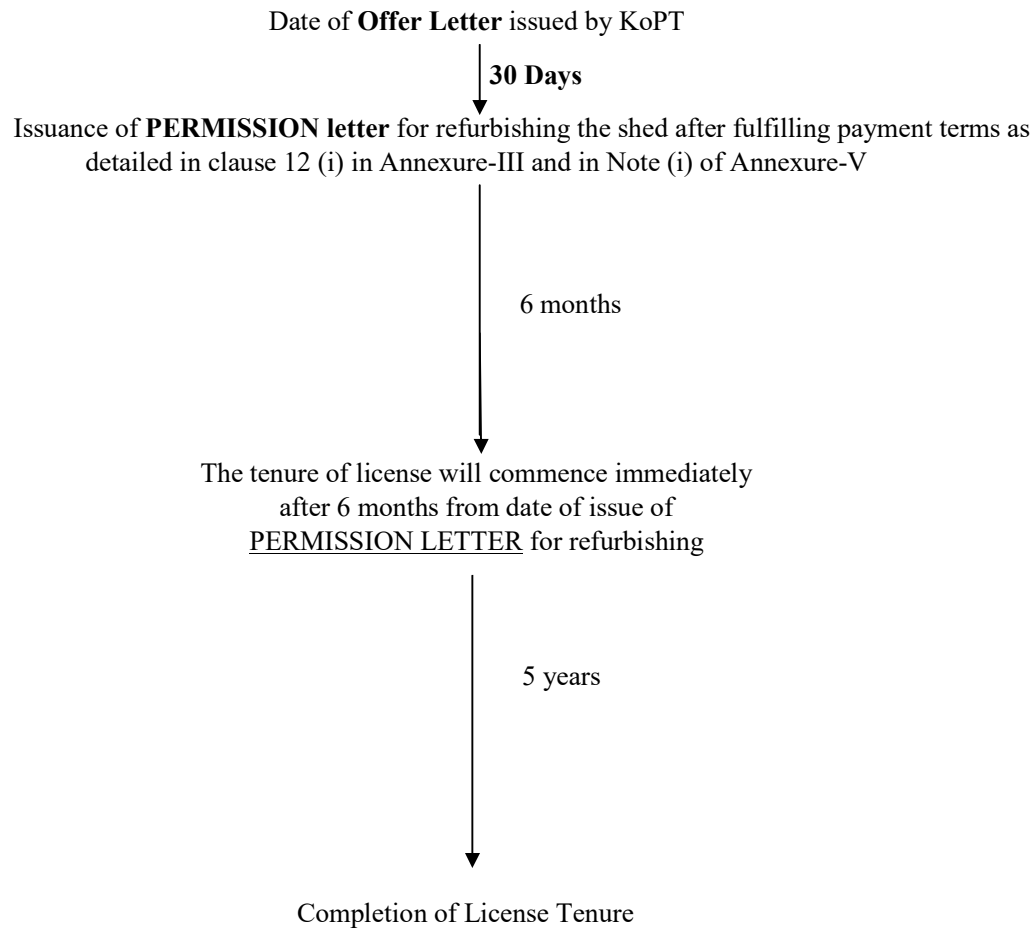 Date of Offer Letter issued by KoPT
30 Days
Issuance of PERMISSION letter for refurbishing the shed after fulfilling payment terms as
detailed in clause 12 (i) in Annexure-III and in Note (i) of Annexure-V
6 months
The tenure of license will commence immediately
after 6 months from date of issue of
PERMISSION LETTER for refurbishing
5 years
Completion of License Tenure